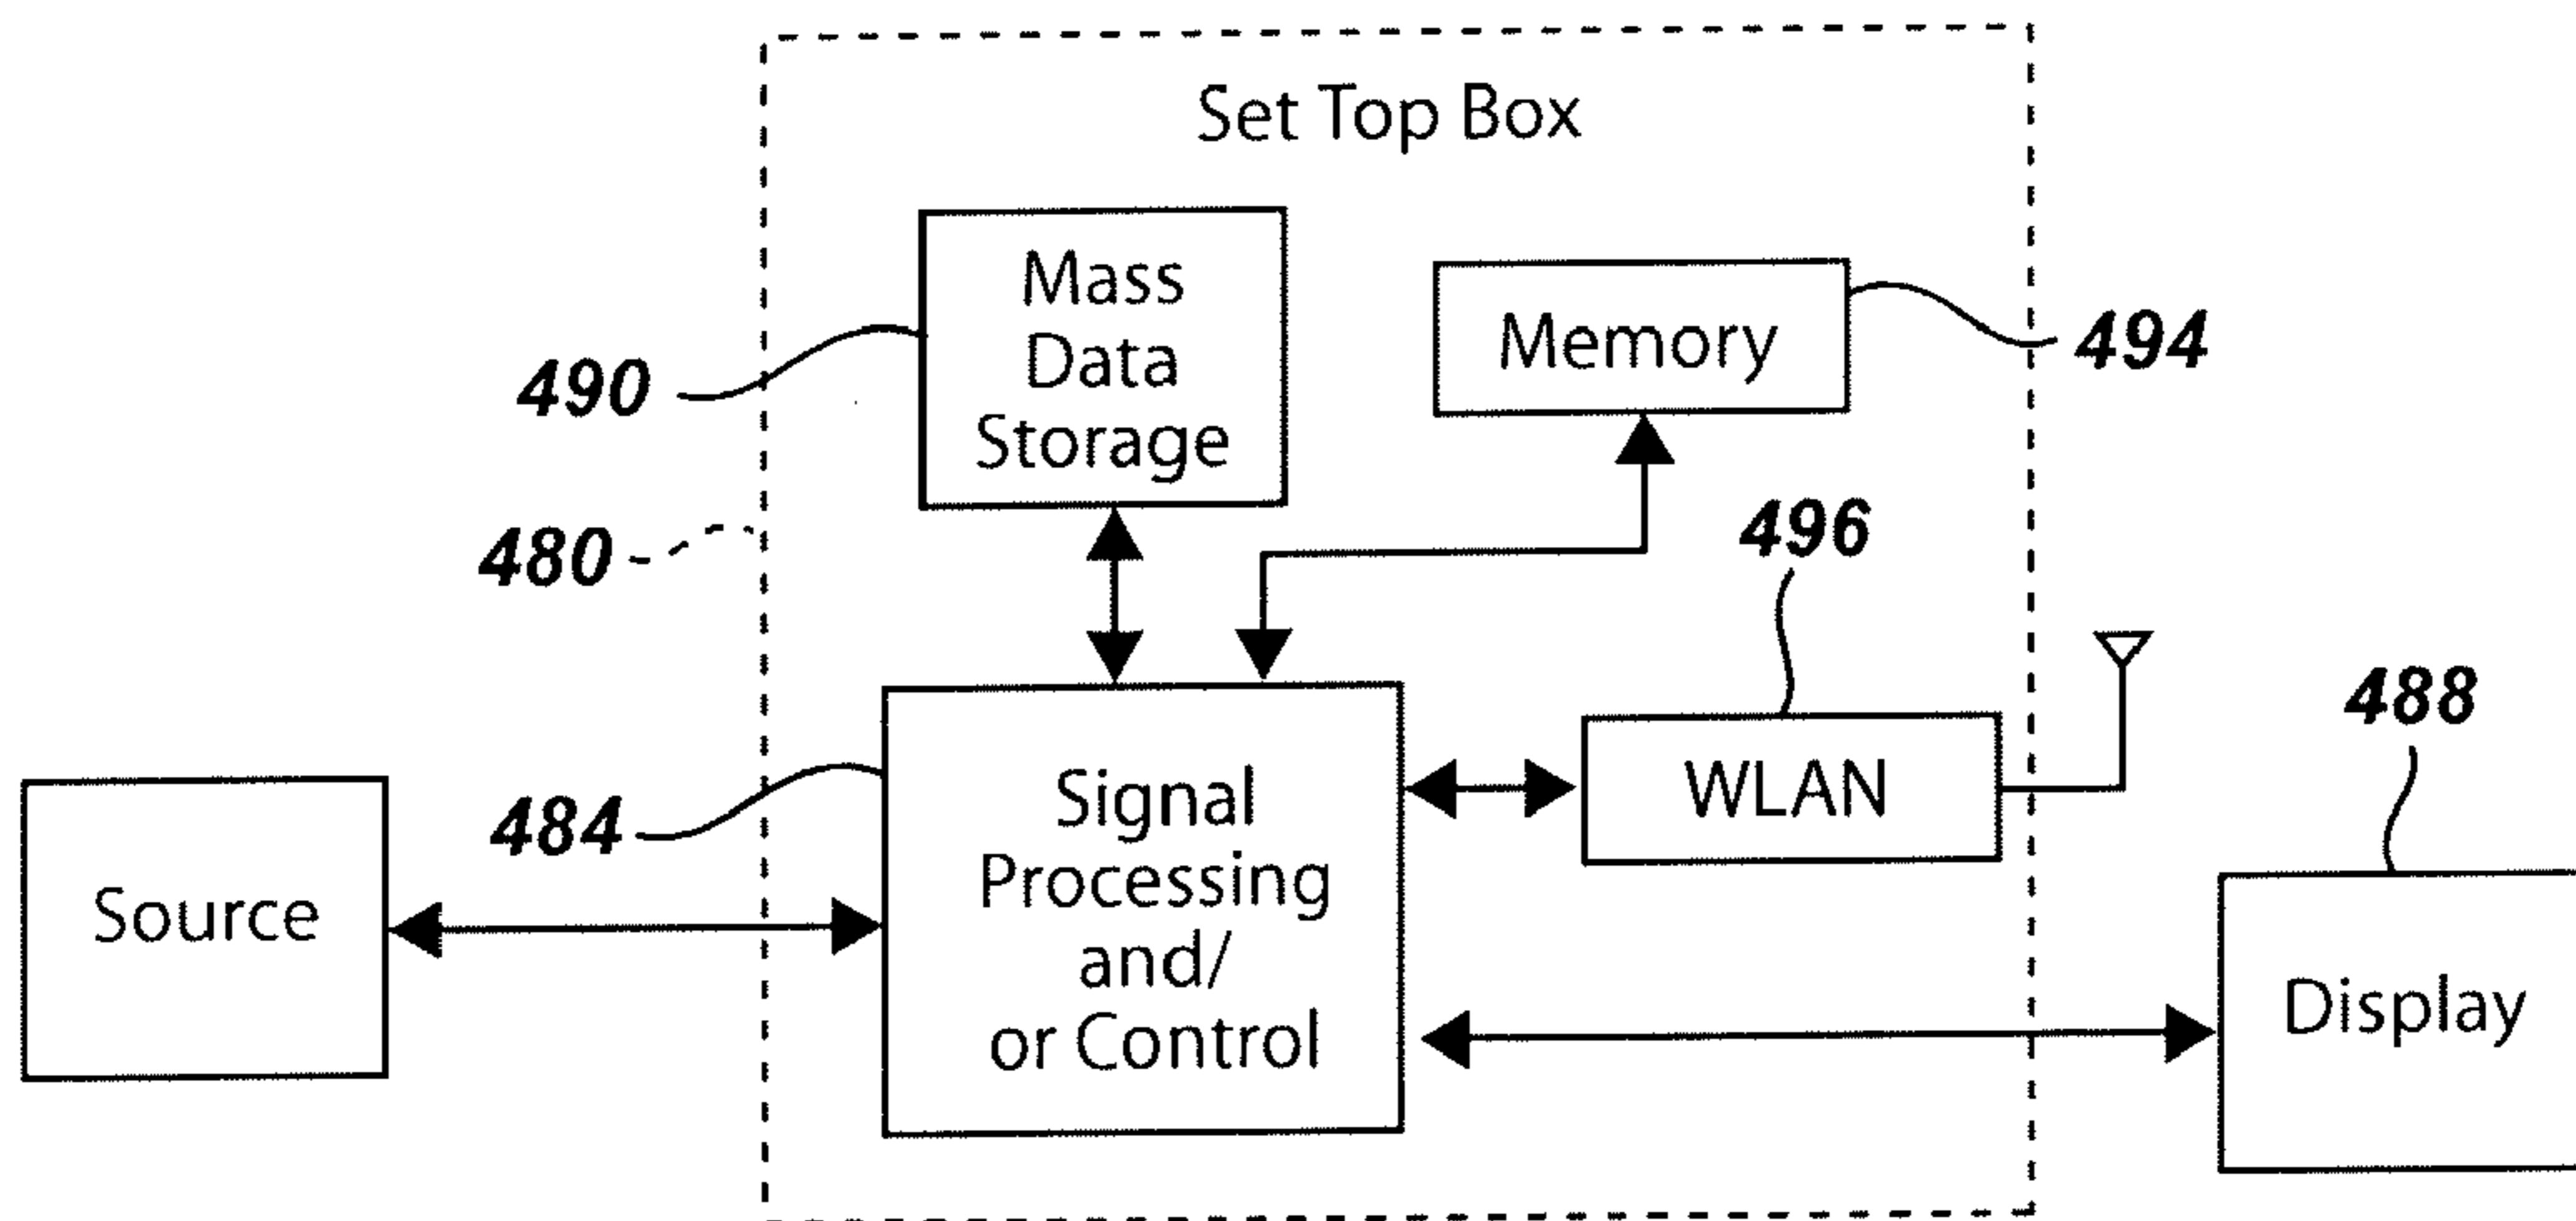 Set Top Box
Mass
Data
Storage
490
Memory
494
480
496
488
484
Signal
Processing
and/
or Control
WLAN
Source
Display